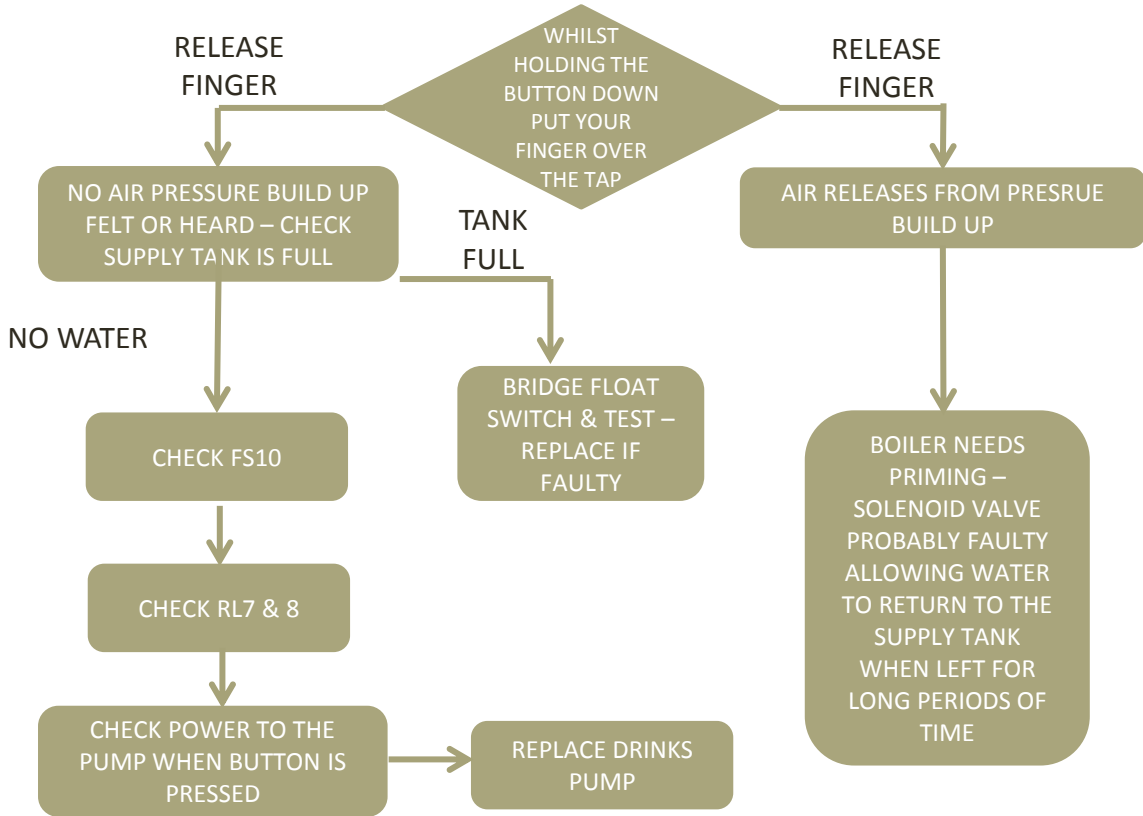 WHILST
HOLDING THE
BUTTON DOWN
PUT YOUR
FINGER OVER
THE TAP
RELEASE
FINGER
RELEASE
FINGER
NO AIR PRESSURE BUILD UP
FELT OR HEARD – CHECK
SUPPLY TANK IS FULL
AIR RELEASES FROM PRESRUE
BUILD UP
TANK
FULL
NO WATER
BRIDGE FLOAT
SWITCH & TEST –
REPLACE IF
FAULTY
CHECK FS10
BOILER NEEDS
PRIMING –
SOLENOID VALVE
PROBABLY FAULTY
ALLOWING WATER
TO RETURN TO THE
SUPPLY TANK
WHEN LEFT FOR
LONG PERIODS OF
TIME
CHECK RL7 & 8
CHECK POWER TO THE
PUMP WHEN BUTTON IS
PRESSED
REPLACE DRINKS
PUMP